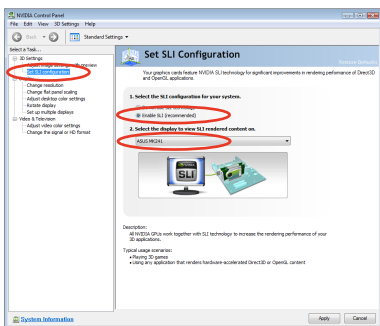 NVIDIA Control Panel
File Edit View 3D Settings Help
Back Standard Settings
Select a Task...
3D Settings
Adjust image settings with preview
Set SLI configuration
Change resolution
Change flat panel scaling
Adjust desktop color settings
Rotate display
Set up multiple displays
Video & Television
Adjust video color settings
Change the signal or HD format
System Information
Set SLI Configuration
Restore Defaults
Your graphics cards feature NVIDIA SLI technology for significant improvements in rendering performance of Direct3D
and OpenGL applications.
1. Select the SLI configuration for your system.
Enable SLI (recommended)
2. Select the display to view SLI rendered content on.
ASUS MK241
SLI
Description:
All NVIDIA GPUs work together with SLI technology to increase the rendering performance of your
3D applications.
Typical usage scenarios:
• Playing 3D games
• Using any application that renders hardware-accelerated Direct3D or OpenGL content
Apply Cancel